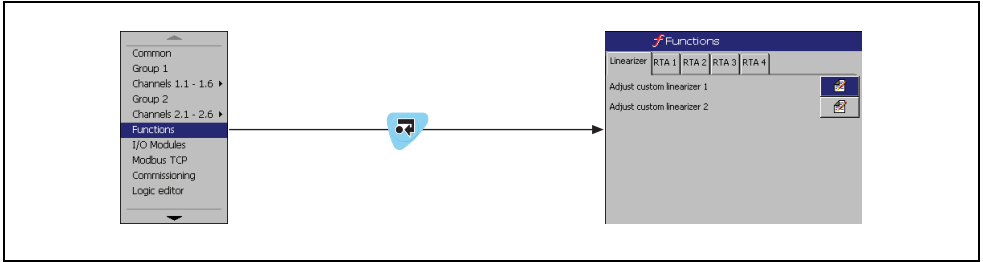 Common
Group 1
Channels 1.1 - 1.6
Group 2
Channels 2.1 - 2.6
Functions
I/O Modules
Modbus TCP
Commissioning
Logic editor
Functions
Linearizer RTA 1 RTA 2 RTA 3 RTA 4
Adjust custom linearizer 1
Adjust custom linearizer 2